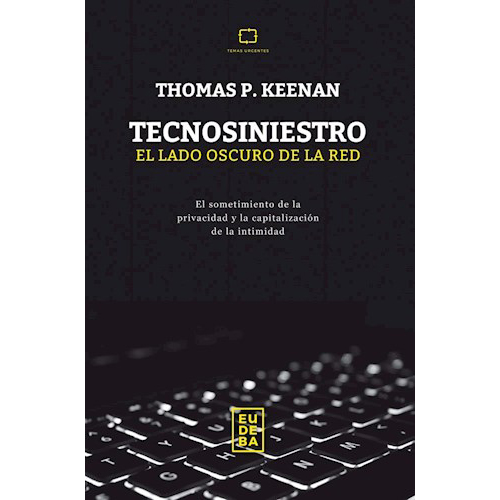 TEMAS URGENTES
THOMAS P. KEENAN
TECNOSINIESTRO
EL LADO OSCURO DE LA RED
El sometimiento de la
privacidad y la capitalización
de la intimidad
EU
DE
BA